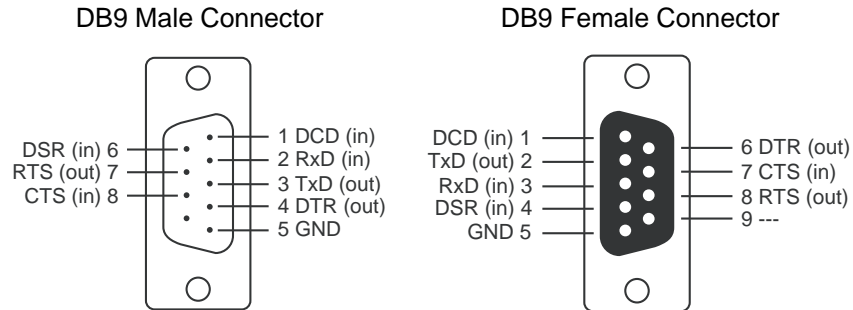 DB9 Male Connector
DSR (in) 6
RTS (out) 7
CTS (in) 8
1 DCD (in)
2 RxD (in)
3 TxD (out)
4 DTR (out)
5 GND
DB9 Female Connector
DCD (in) 1
TxD (out) 2
RxD (in) 3
DSR (in) 4
GND 5
6 DTR (out)
7 CTS (in)
8 RTS (out)
9 ---